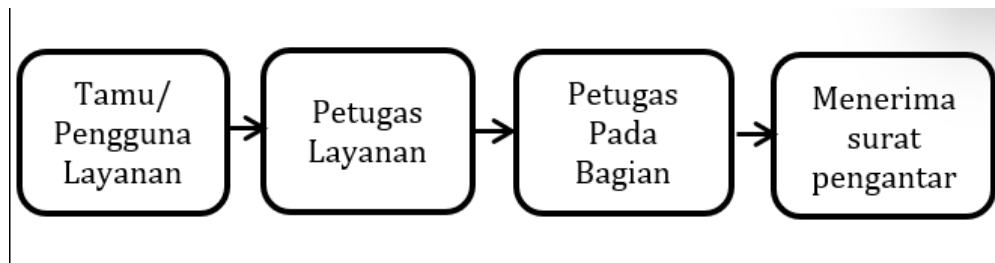 Tamu/
Pengguna
Layanan
Petugas
Layanan
Petugas
Pada
Bagian
Menerima
surat
pengantar